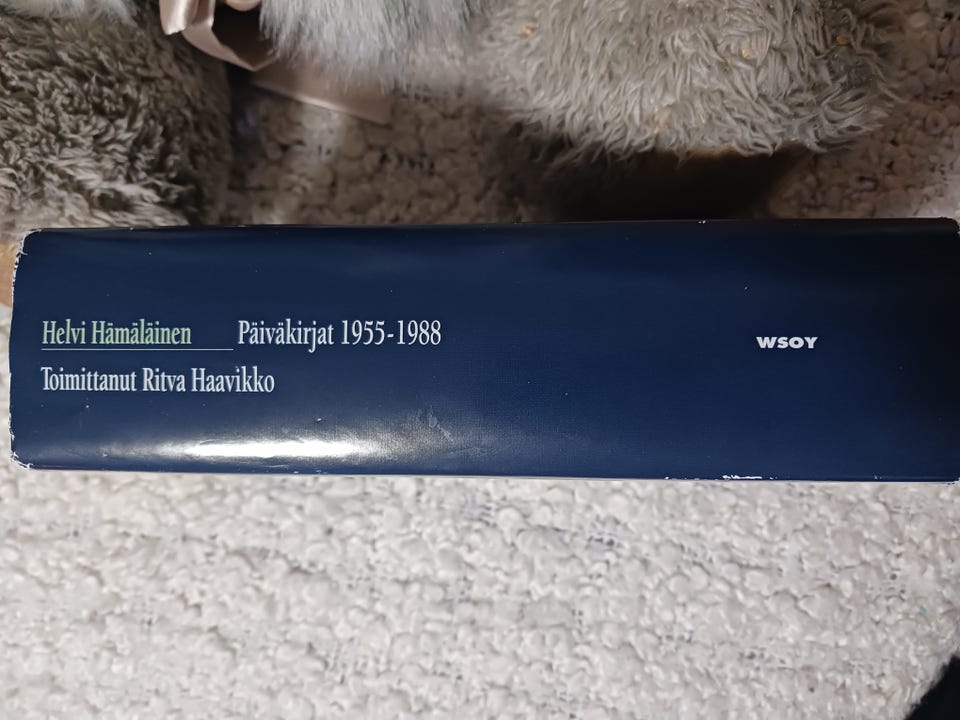 Helvi Hämäläinen Päiväkirjat 1955-1988
Toimittanut Ritva Haavikko
WSOY